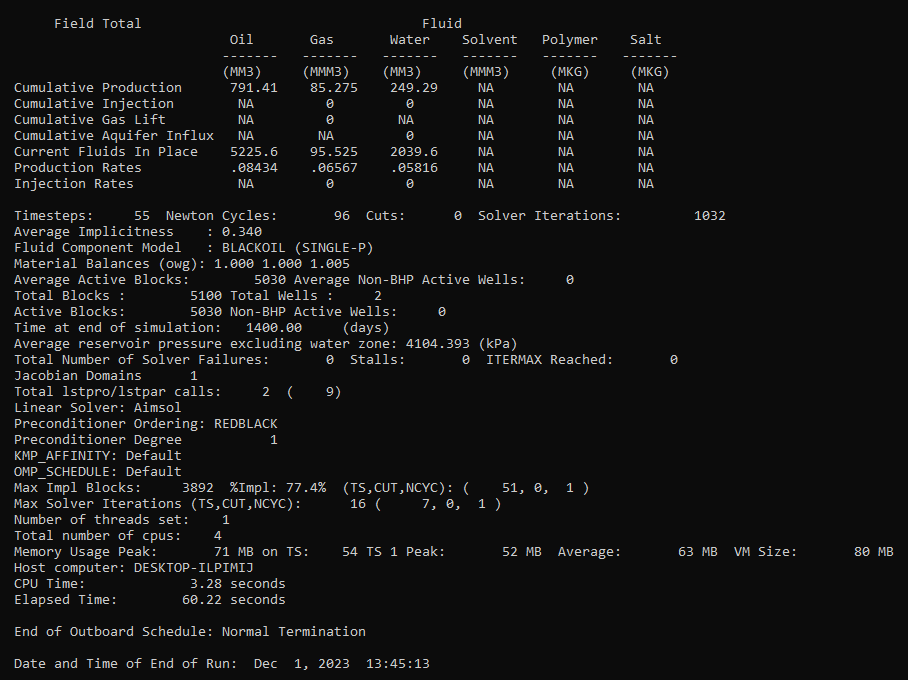 Field Total Fluid
Oil Gas Water Solvent Polymer Salt
------- ------- ------- ------- ------- -------
(MM3) (MMM3) (MM3) (MMM3) (MKG) (MKG)
Cumulative Production 791.41 85.275 249.29 NA NA NA
Cumulative Injection NA 0 0 NA NA NA
Cumulative Gas Lift NA 0 NA NA NA NA
Cumulative Aquifer Influx NA NA 0 NA NA NA
Current Fluids In Place 5225.6 95.525 2039.6 NA NA NA
Production Rates .08434 .06567 .05816 NA NA NA
Injection Rates NA 0 0 NA NA NA
Timesteps: 55 Newton Cycles: 96 Cuts: 0 Solver Iterations: 1032
Average Implicitness : 0.340
Fluid Component Model : BLACKOIL (SINGLE-P)
Material Balances (owg): 1.000 1.000 1.005
Average Active Blocks: 5030 Average Non-BHP Active Wells: 0
Total Blocks : 5100 Total Wells : 2
Active Blocks: 5030 Non-BHP Active Wells: 0
Time at end of simulation: 1400.00 (days)
Average reservoir pressure excluding water zone: 4104.393 (kPa)
Total Number of Solver Failures: 0 Stalls: 0 ITERMAX Reached: 0
Jacobian Domains 1
Total lstpro/lstpar calls: 2 ( 9)
Linear Solver: Aimsol
Preconditioner Ordering: REDBLACK
Preconditioner Degree 1
KMP_AFFINITY: Default
OMP_SCHEDULE: Default
Max Impl Blocks: 3892 %Impl: 77.4% (TS,CUT,NCYC): ( 51, 0, 1 )
Max Solver Iterations (TS,CUT,NCYC): 16 ( 7, 0, 1 )
Number of threads set: 1
Total number of cpus: 4
Memory Usage Peak: 71 MB on TS: 54 TS 1 Peak: 52 MB Average: 63 MB VM Size: 80 MB
Host computer: DESKTOP-ILPIMIJ
CPU Time: 3.28 seconds
Elapsed Time: 60.22 seconds
End of Outboard Schedule: Normal Termination
Date and Time of End of Run: Dec 1, 2023 13:45:13